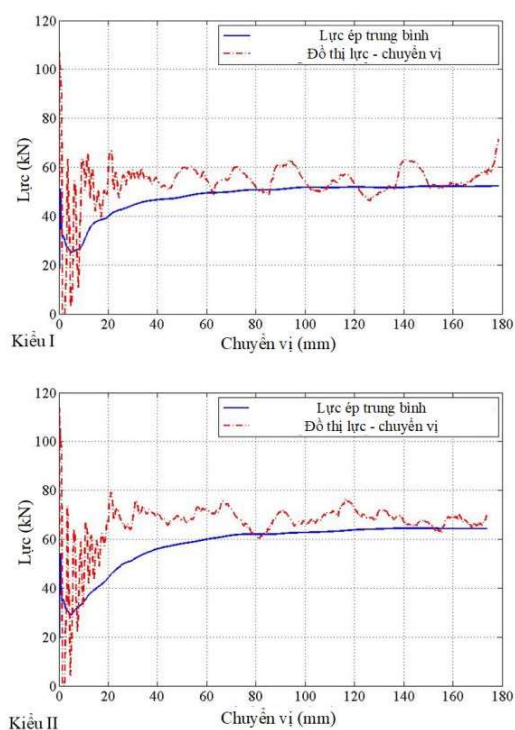 120
100
80
60
40
20
0
Lực (kN)
Lực ép trung bình
Đồ thị lực - chuyển vị
0 20 40 60 80 100 120 140 160 180
Chuyển vị (mm)
Kiểu I
120
100
80
60
40
20
0
Lực (kN)
Lực ép trung bình
Đồ thị lực - chuyển vị
0 20 40 60 80 100 120 140 160 180
Chuyển vị (mm)
Kiểu II